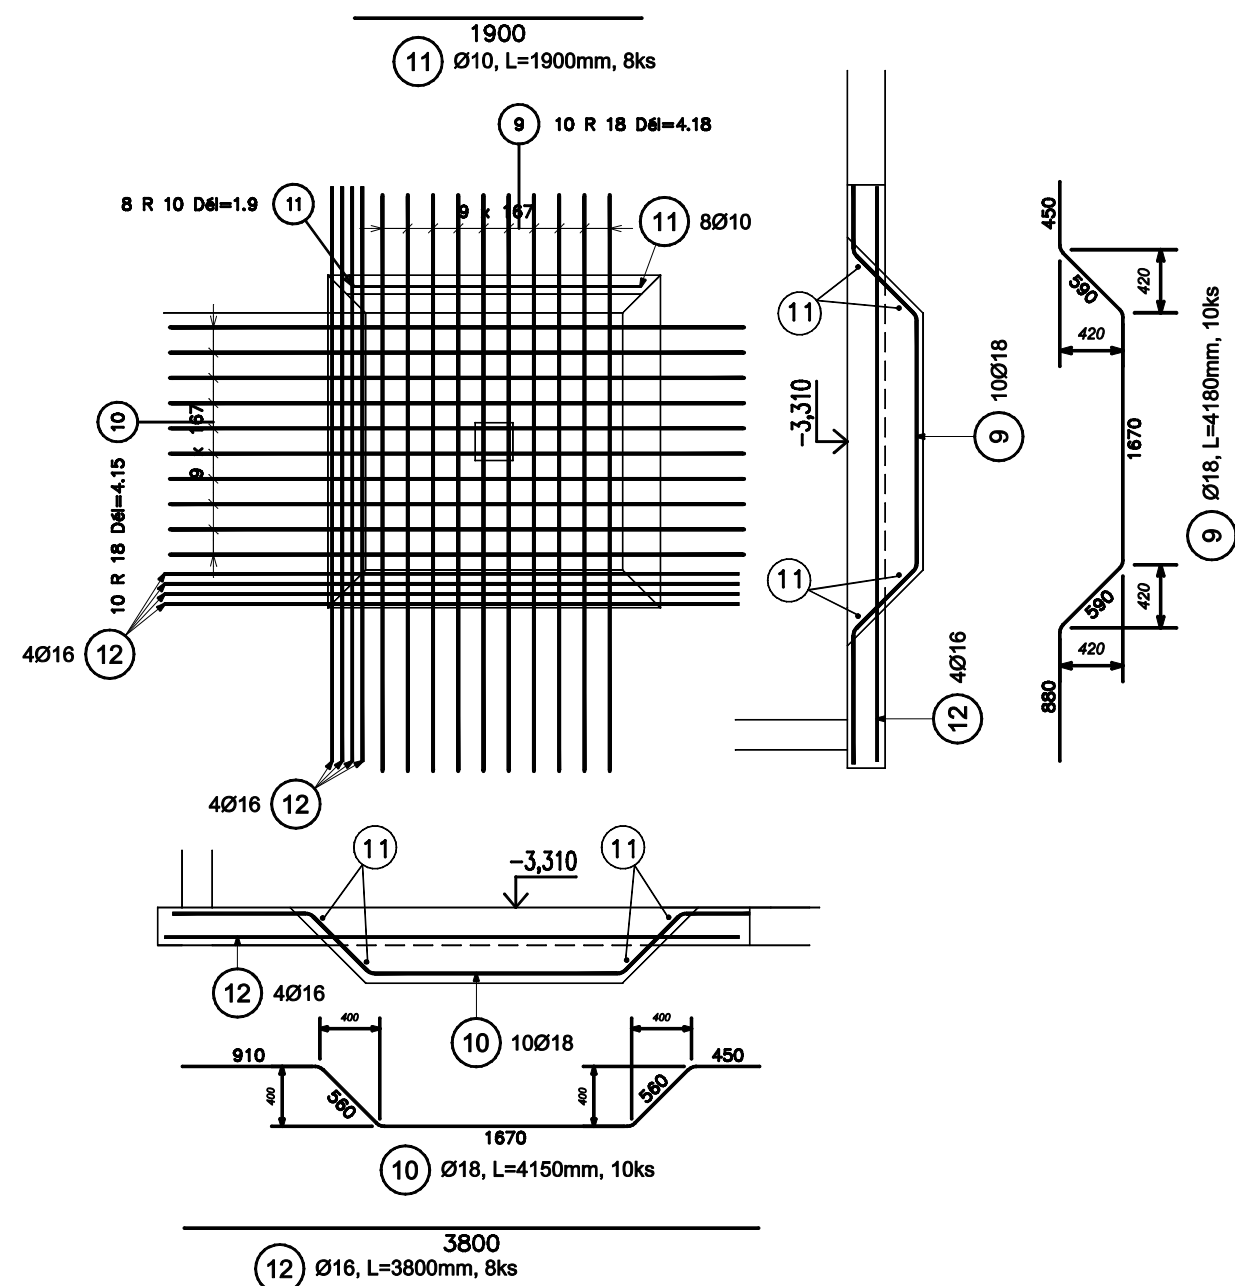 1900
11 Ø10, L=1900mm, 8ks
9 10 R 18 Dél=4.18
8 R 10 Dél=1.9 11
9 x 167
11 8Ø10
10
9 x 167
10 R 18 Dél=4.15
4Ø16 12
4Ø16 12
11
-3,310
9 10Ø18
11
12 4Ø16
450
590
420
420
1670
590
420
420
880
9 Ø18, L=4180mm, 10ks
11
-3,310
11
12 4Ø16
10 10Ø18
400
400
910
450
400
560
400
560
1670
10 Ø18, L=4150mm, 10ks
3800
12 Ø16, L=3800mm, 8ks